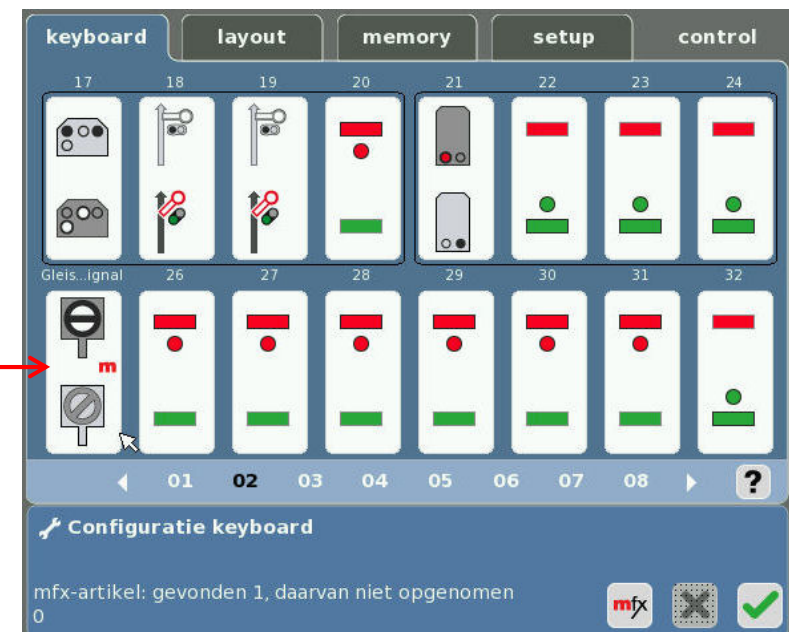 keyboard layout memory setup control
17 18 19 20 21 22 23 24
Gleis...ignal 26 27 28 29 30 31 32
m
01 02 03 04 05 06 07 08 ?
Configuratie keyboard
mfx-artikel: gevonden 1, daarvan niet opgenomen
0
mfx